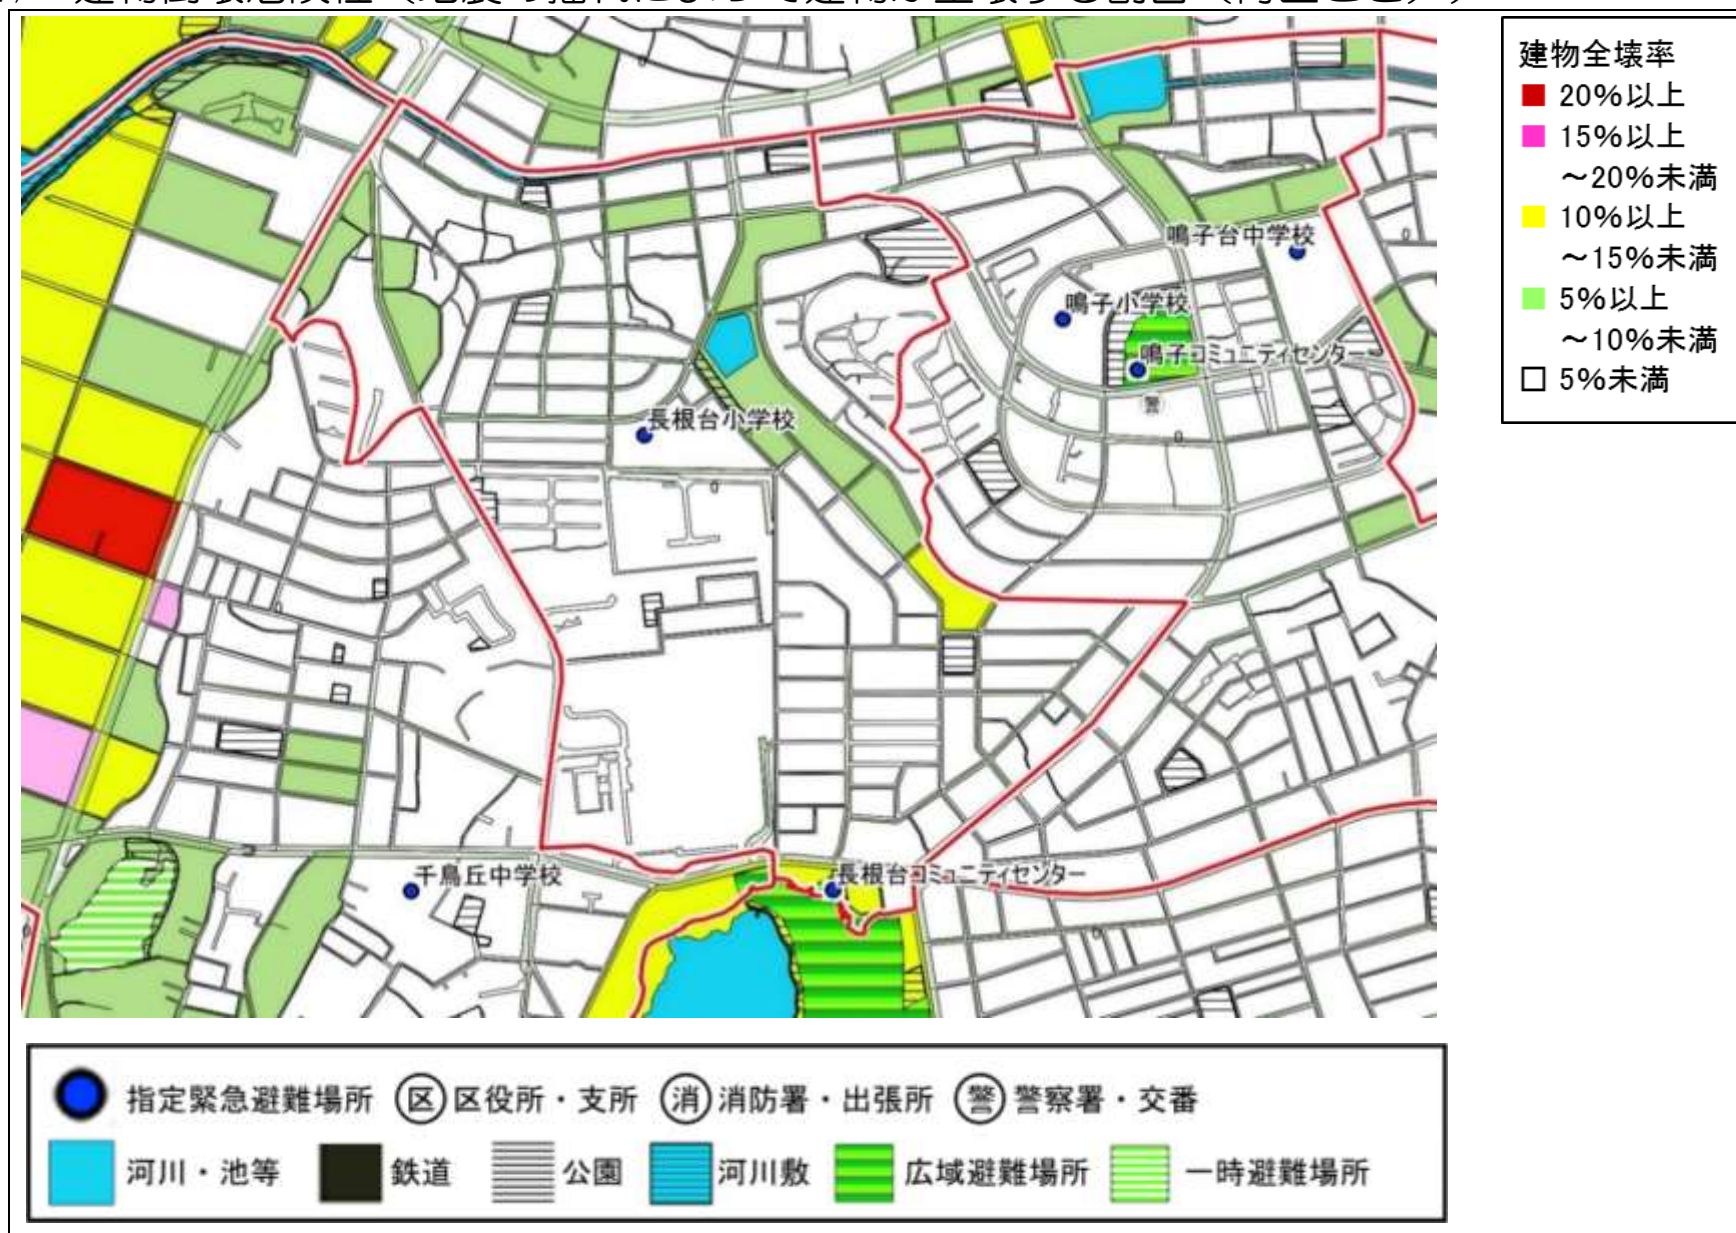 建物全壊率
20%以上
15%以上
～20%未満
10%以上
～15%未満
5%以上
～10%未満
5%未満
鳴子台中学校
鳴子小学校
鳴子コミュニティセンター
警
長根台小学校
千鳥丘中学校
長根台コミュニティセンター
指定緊急避難場所 区 区役所・支所 消 消防署・出張所 警 警察署・交番
河川・池等 鉄道 公園 河川敷 広域避難場所 一時避難場所